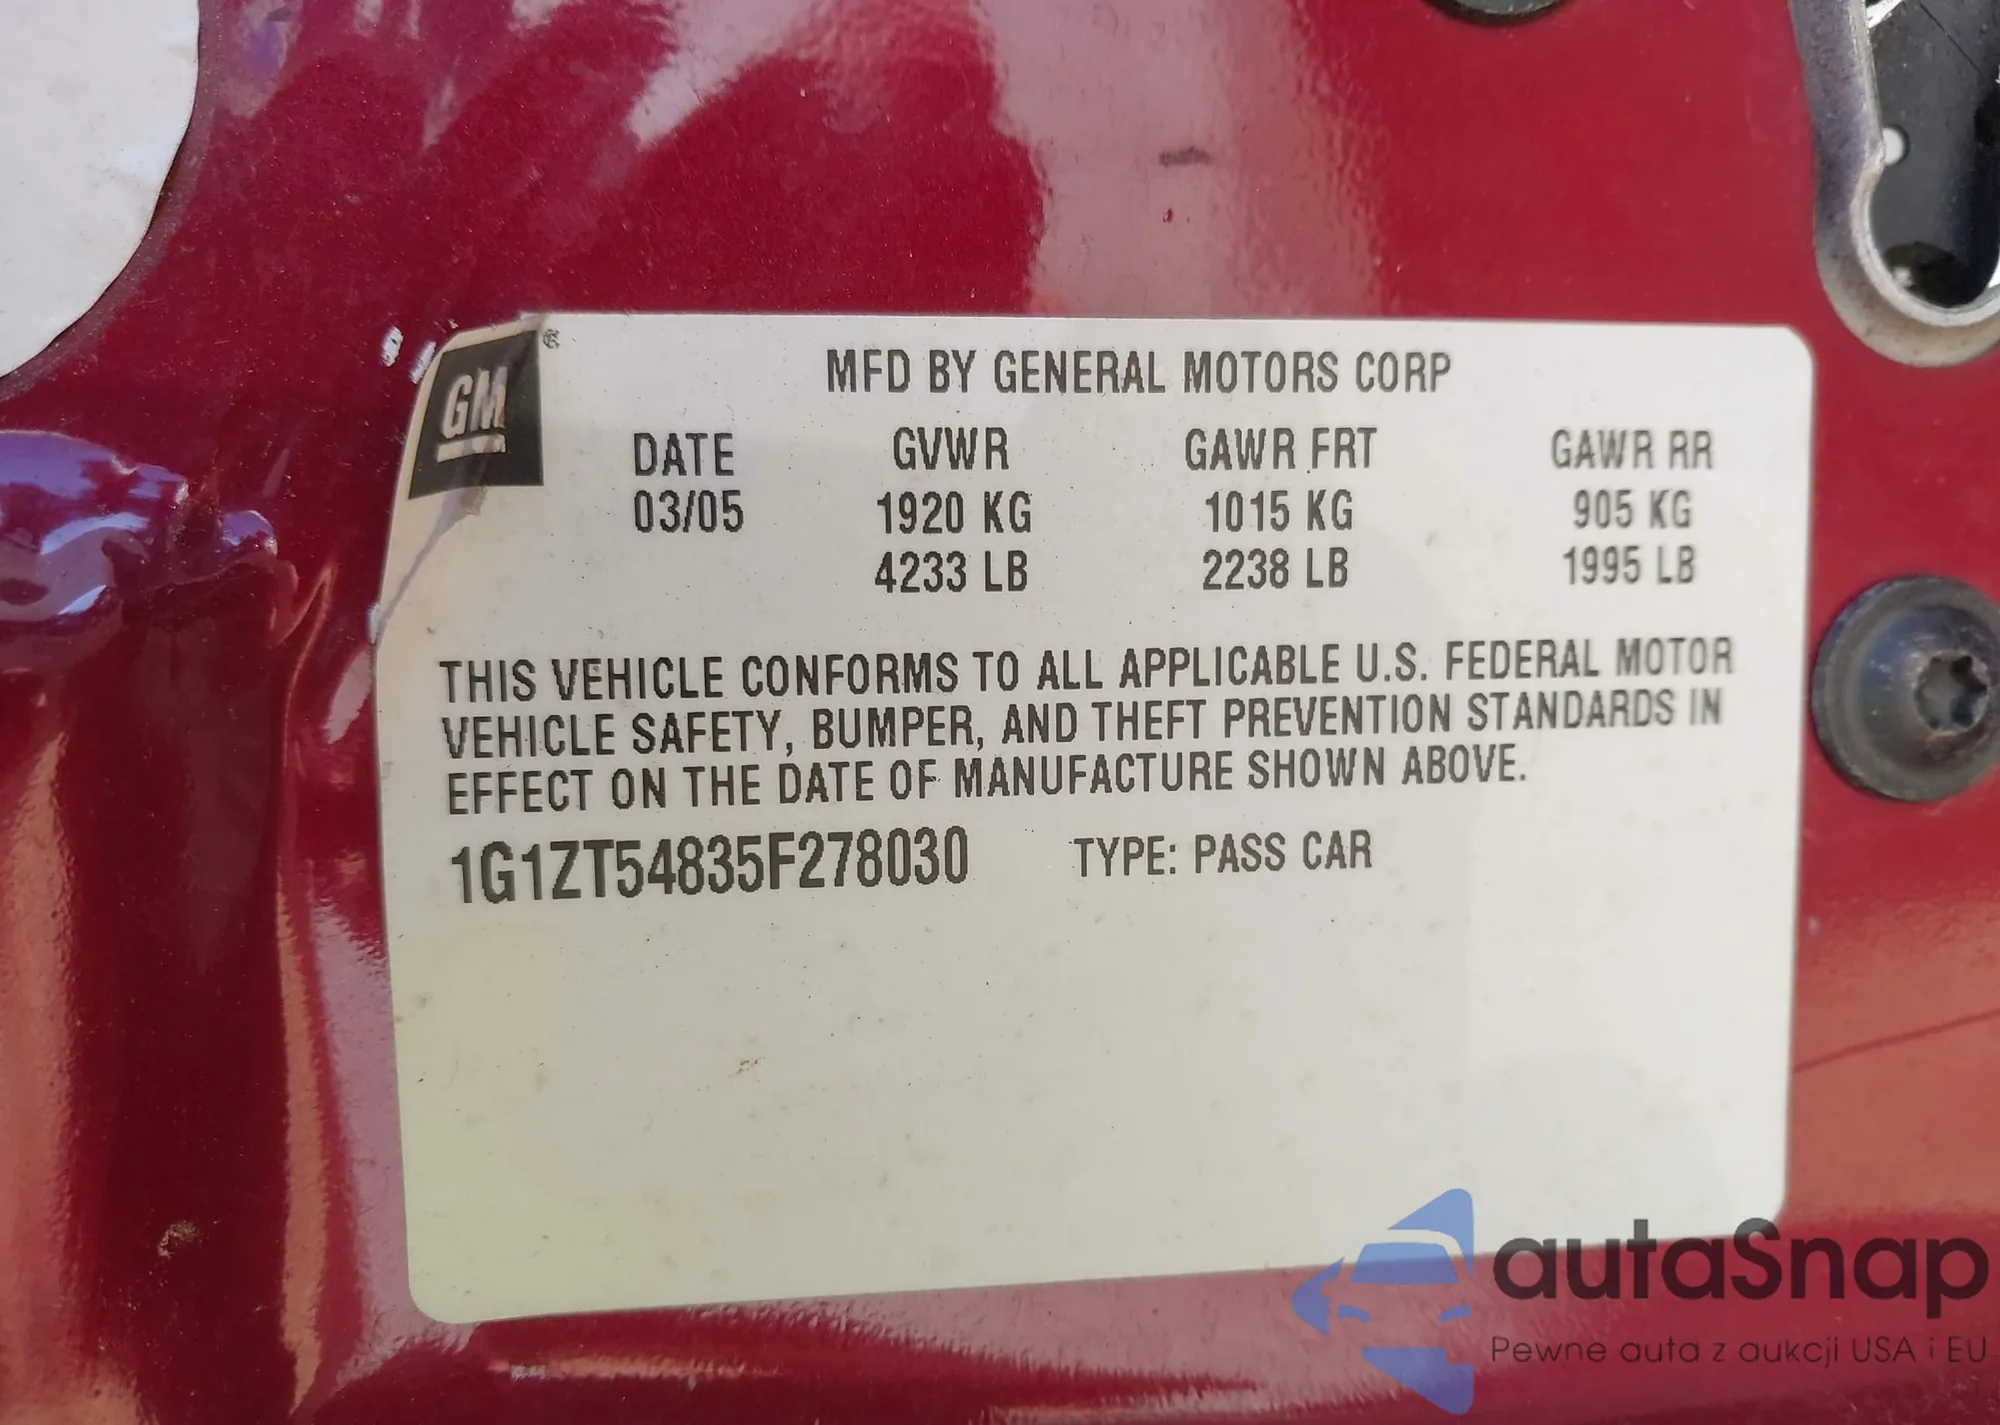 GM
MFD BY GENERAL MOTORS CORP
DATE GVWR GAWR FRT GAWR RR
03/05 1920 KG 1015 KG 905 KG
4233 LB 2238 LB 1995 LB
THIS VEHICLE CONFORMS TO ALL APPLICABLE U.S. FEDERAL MOTOR
VEHICLE SAFETY, BUMPER, AND THEFT PREVENTION STANDARDS IN
EFFECT ON THE DATE OF MANUFACTURE SHOWN ABOVE.
1G1ZT54835F278030 TYPE: PASS CAR
autaSnap
Pewne auta z aukcji USA i EU